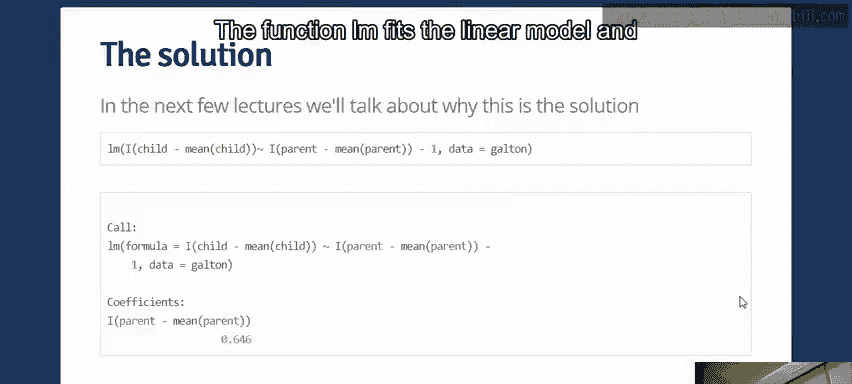 The function lm fits the linear model and
The solution
In the next few lectures we'll talk about why this is the solution
lm(I(child - mean(child))~ I(parent - mean(parent)) - 1, data = galton)
Call:
lm(formula = I(child - mean(child)) ~ I(parent - mean(parent)) -
1, data = galton)
Coefficients:
I(parent - mean(parent))
0.646